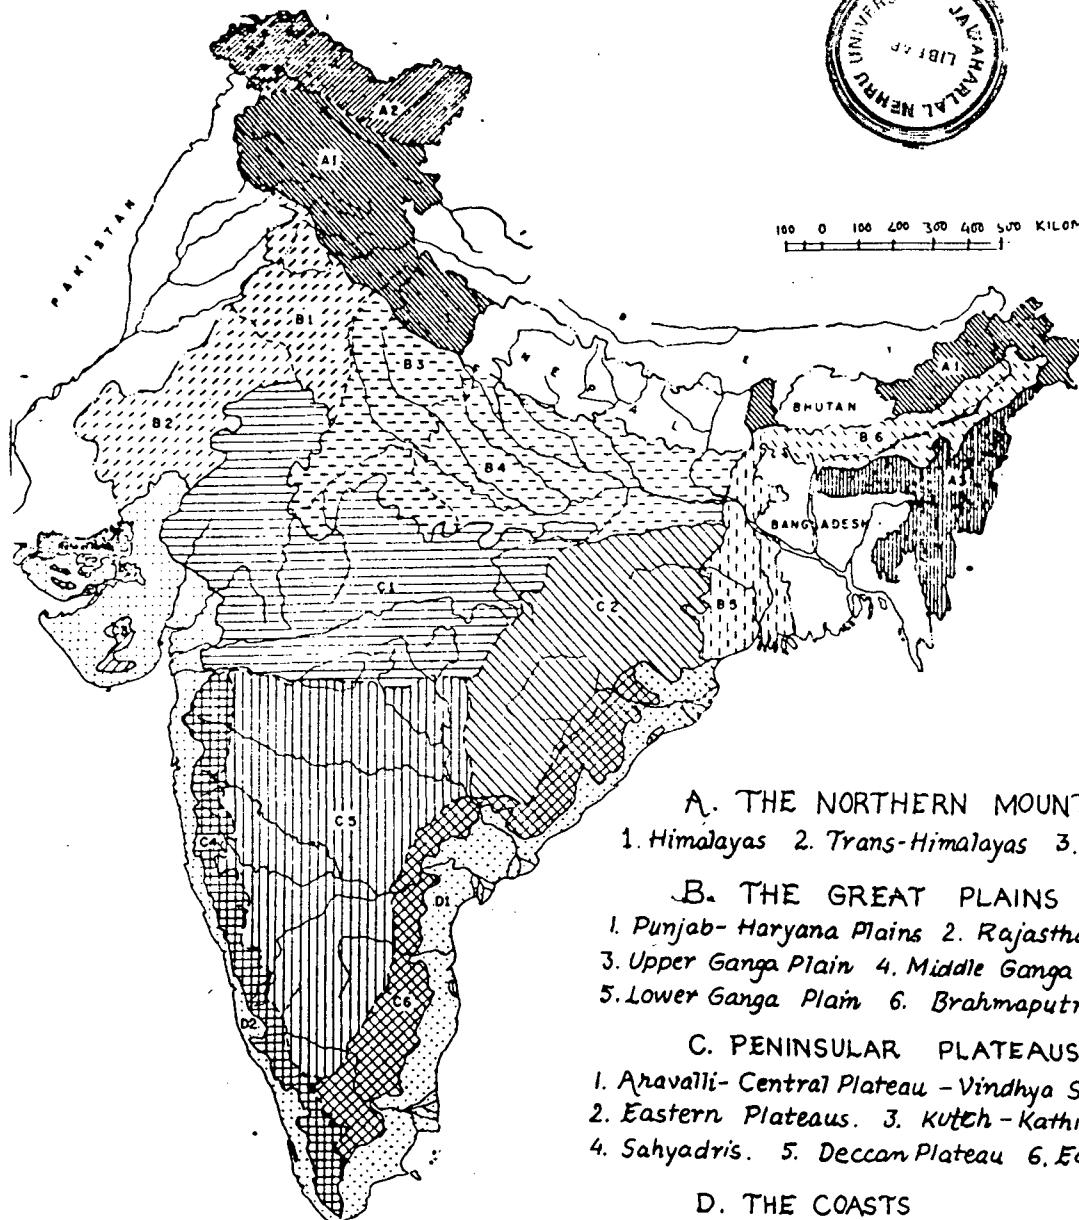 JAWAHARLAL NEHRU UNIVERS
100 0 100 200 300 400 500 KILOM
PAKISTAN
A2
A1
B1
B3
B2
B4
NE
BHUTAN
A1
B6
A3
BANGLADESH
C1
C2
B5
C3
C5
C4
D1
C6
D2
A. THE NORTHERN MOUNT
1. Himalayas 2. Trans-Himalayas 3.
B. THE GREAT PLAINS
1. Punjab-Haryana Plains 2. Rajastha
3. Upper Ganga Plain 4. Middle Ganga
5. Lower Ganga Plain 6. Brahmaputr
C. PENINSULAR PLATEAUS
1. Aravalli-Central Plateau - Vindhya S
2. Eastern Plateaus. 3. Kutch-Kathi
4. Sahyadris. 5. Deccan Plateau 6. Ea
D. THE COASTS